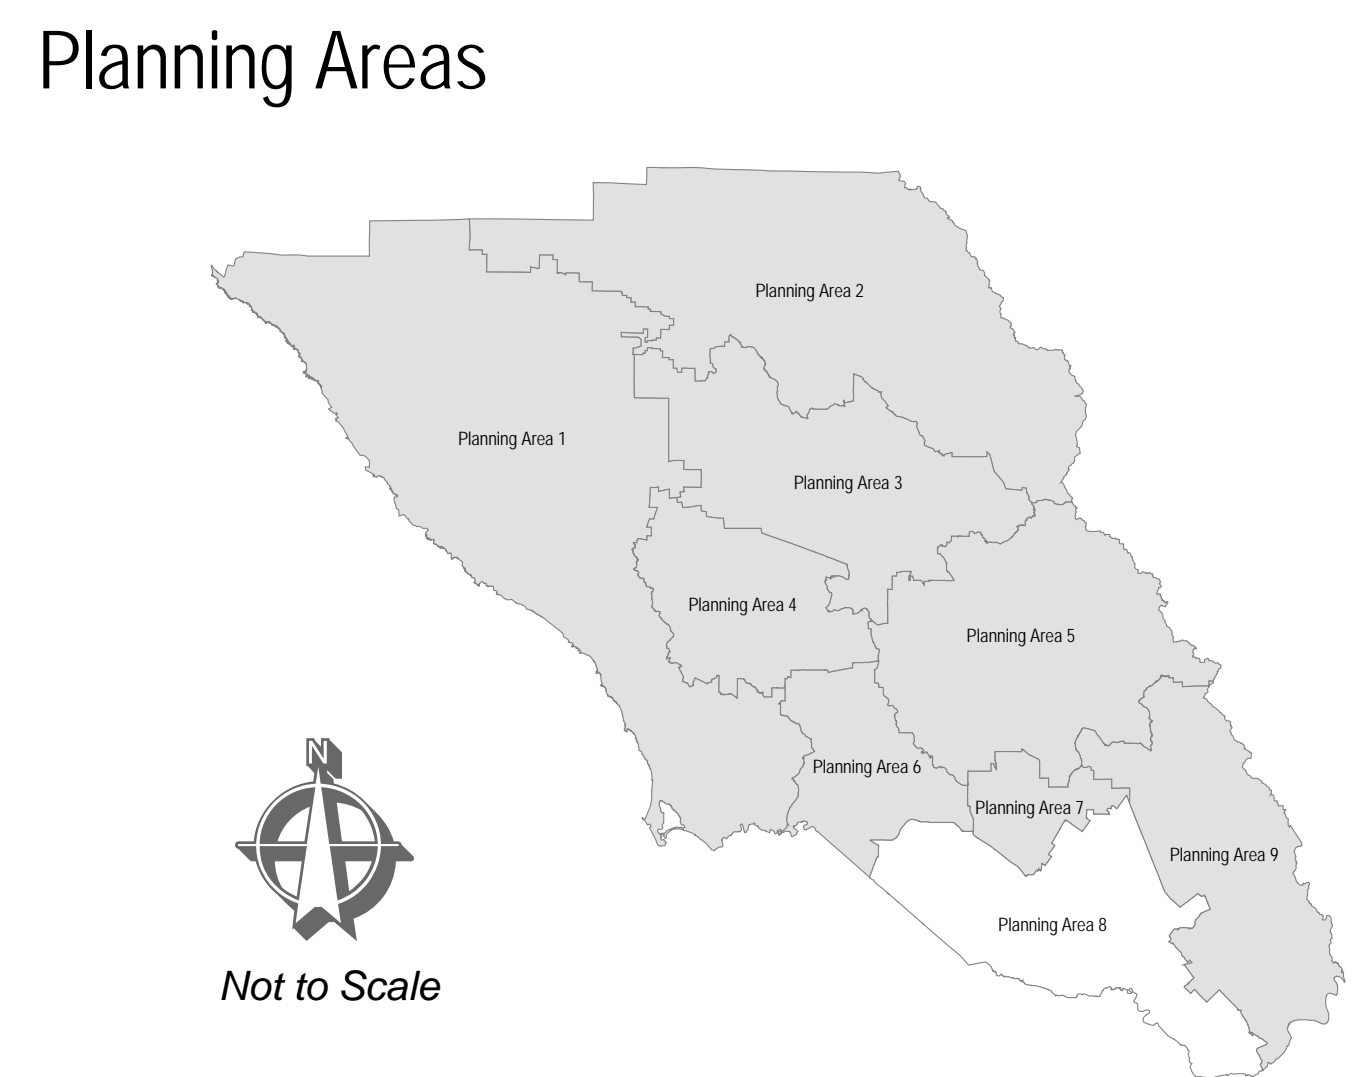 Planning Areas
Planning Area 2
Planning Area 1
Planning Area 3
Planning Area 4
Planning Area 5
Planning Area 6
Planning Area 7
Planning Area 9
Planning Area 8
N
Not to Scale